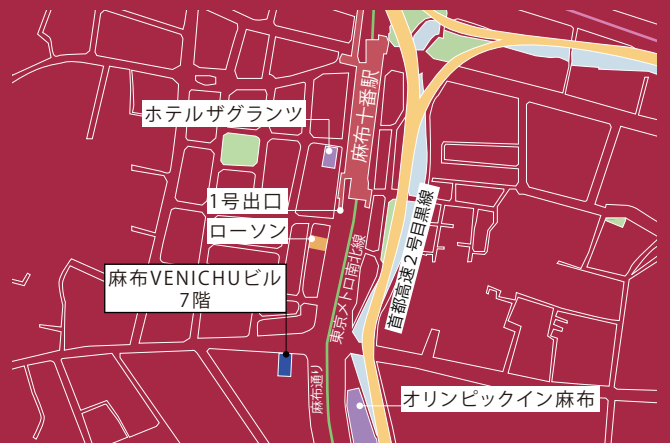 麻布十番駅
ホテルザグランツ
1号出口
ローソン
首都高速2号目黒線
東京メトロ南北線
麻布VENICHUビル
7階
麻布通り
オリンピックイン麻布